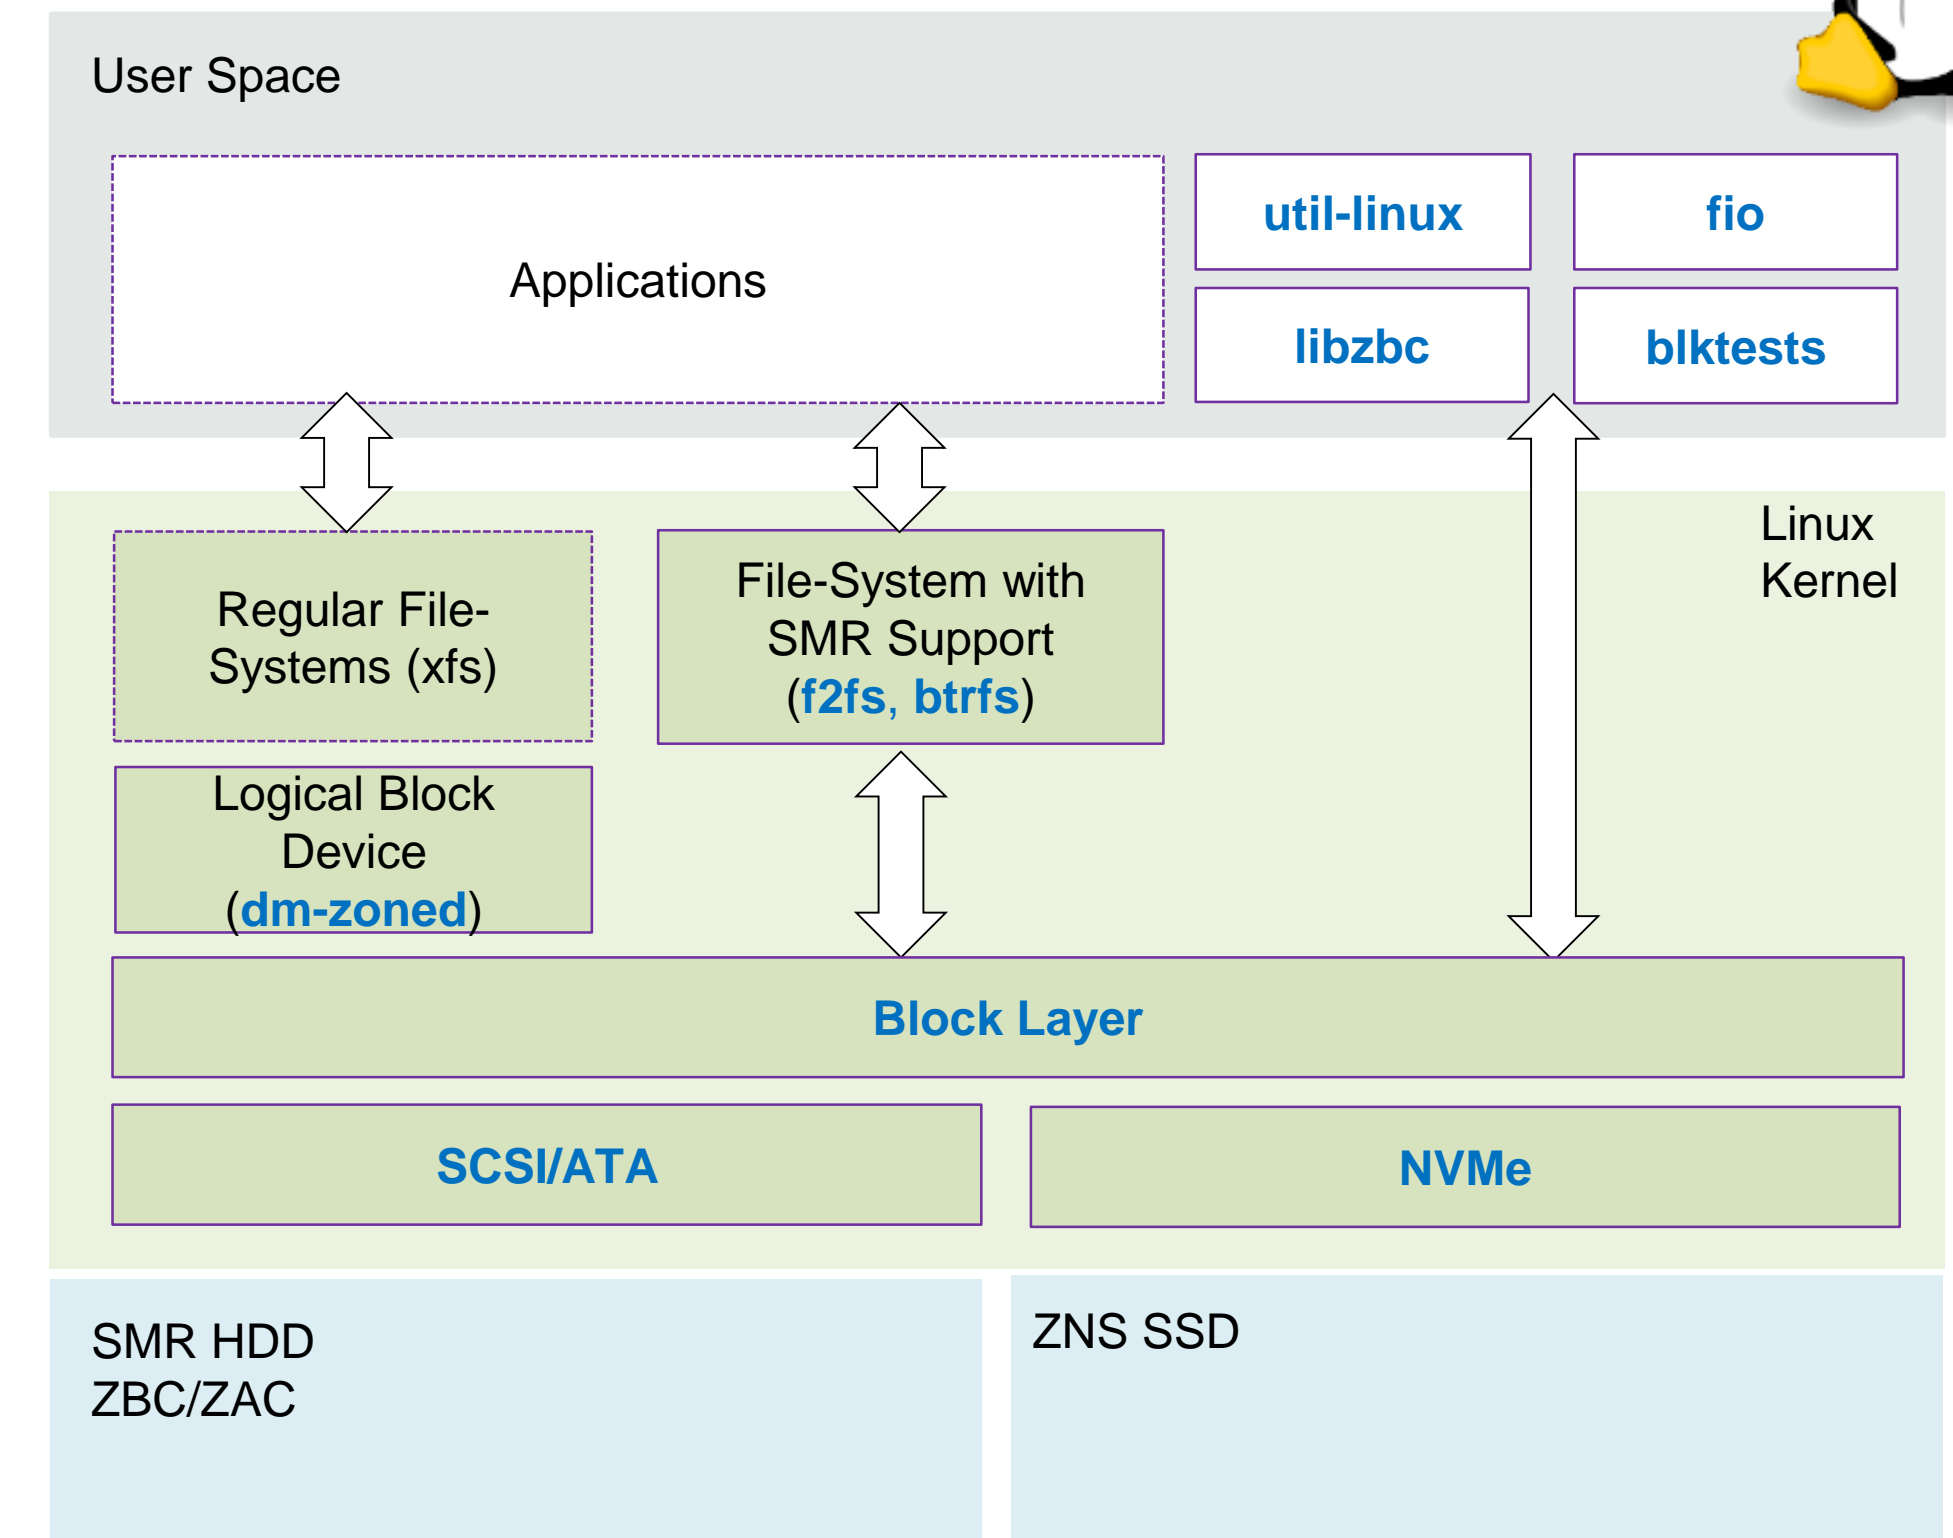 User Space
Applications
util-linux
fio
libzbc
blktests
Linux
Kernel
Regular File-
Systems (xfs)
File-System with
SMR Support
(f2fs, btrfs)
Logical Block
Device
(dm-zoned)
Block Layer
SCSI/ATA
NVMe
SMR HDD
ZBC/ZAC
ZNS SSD